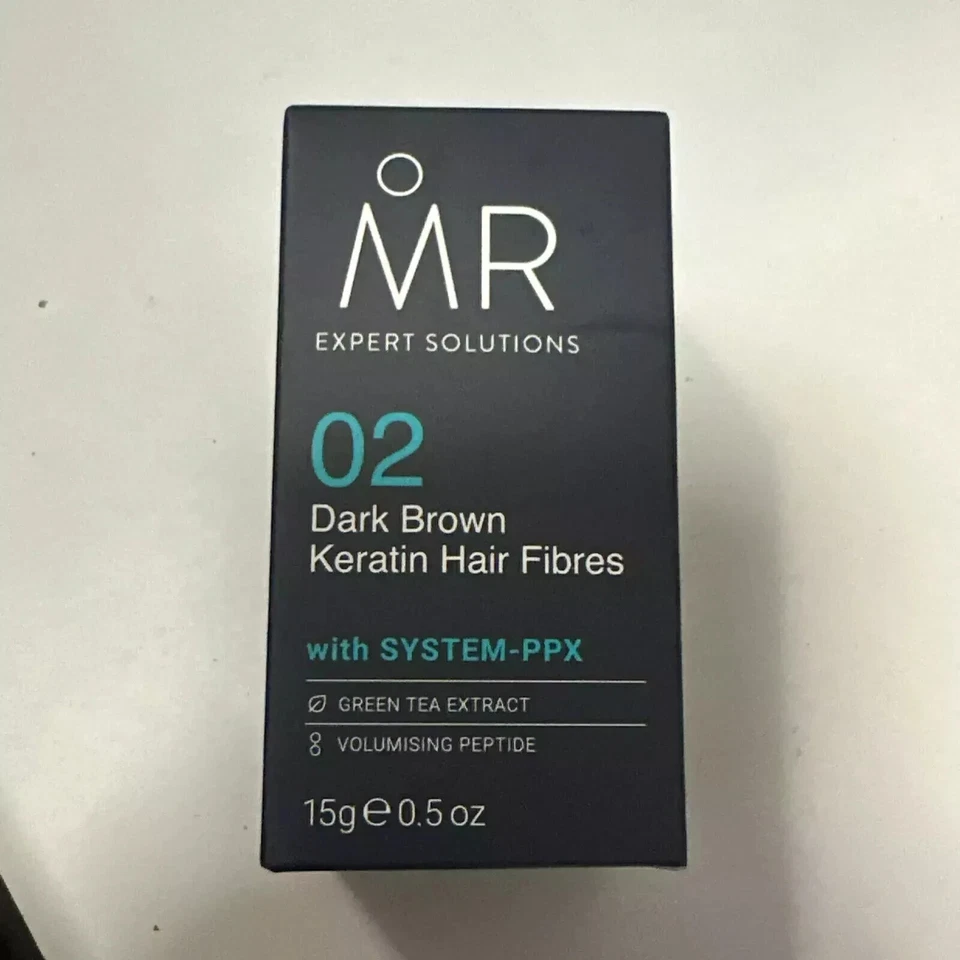 MR
EXPERT SOLUTIONS
02
Dark Brown
Keratin Hair Fibres
with SYSTEM-PPX
GREEN TEA EXTRACT
VOLUMISING PEPTIDE
15g℮0.5 oz